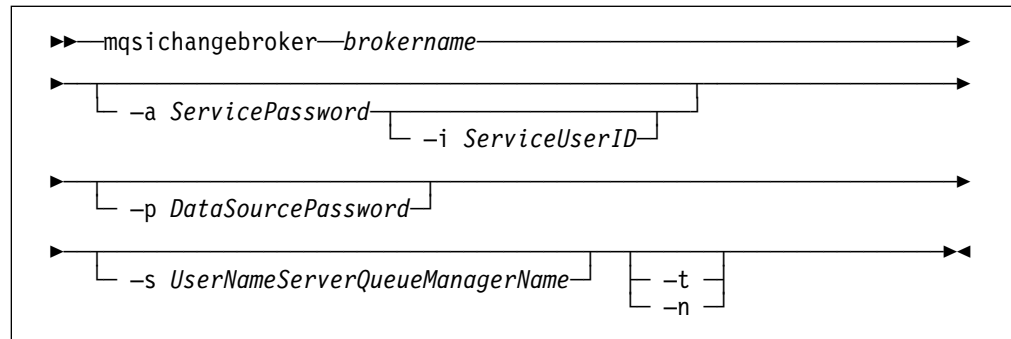 mqsichangebroker brokername
–a ServicePassword
–i ServiceUserID
–p DataSourcePassword
–s UserNameServerQueueManagerName –t
–n